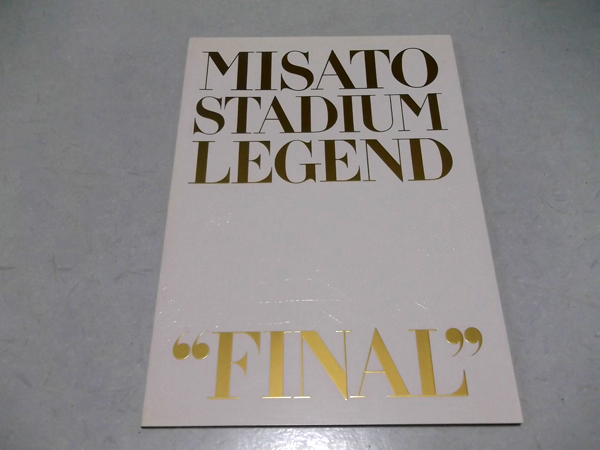 MISATO
STADIUM
LEGEND
“FINAL”